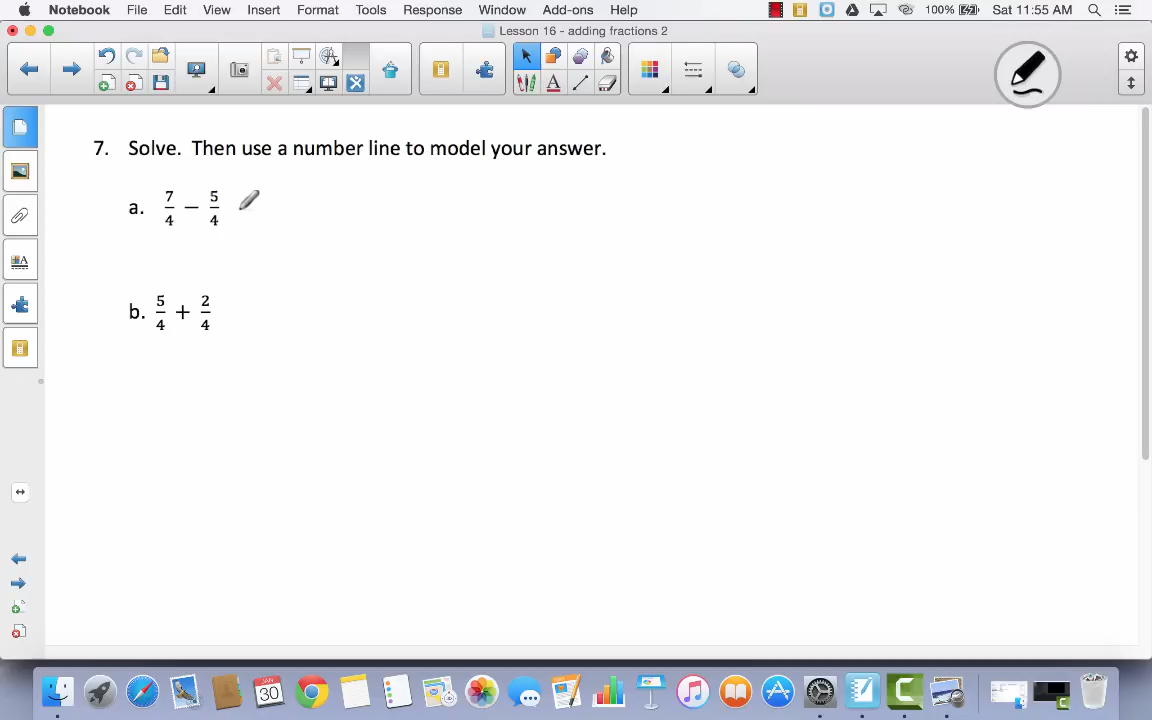 Notebook File Edit View Insert Format Tools Response Window Add-ons Help 100% Sat 11:55 AM
Lesson 16 - adding fractions 2
7. Solve. Then use a number line to model your answer.
a. 7/4 − 5/4
b. 5/4 + 2/4
JAN
30